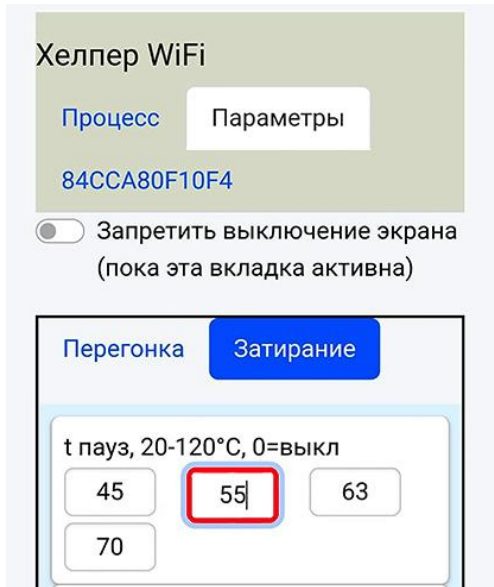 Хелпер WiFi
Процесс Параметры
84CCA80F10F4
Запретить выключение экрана
(пока эта вкладка активна)
Перегонка Затирание
t пауз, 20-120°C, 0=выкл
45 55 63
70